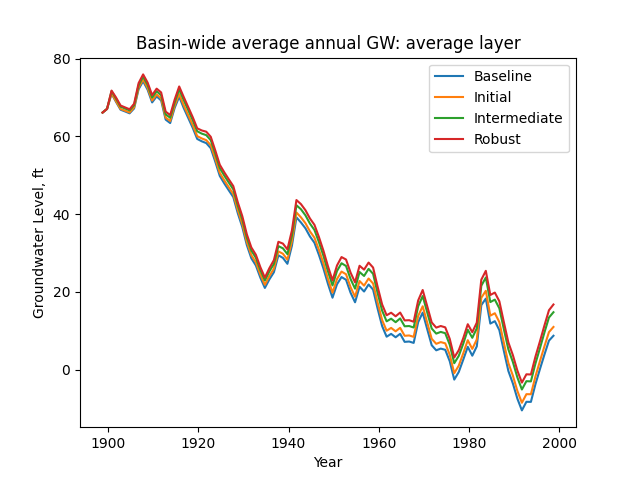 Basin-wide average annual GW: average layer
Baseline
Initial
Intermediate
Robust
Groundwater Level, ft
80
60
40
20
0
1900 1920 1940 1960 1980 2000
Year